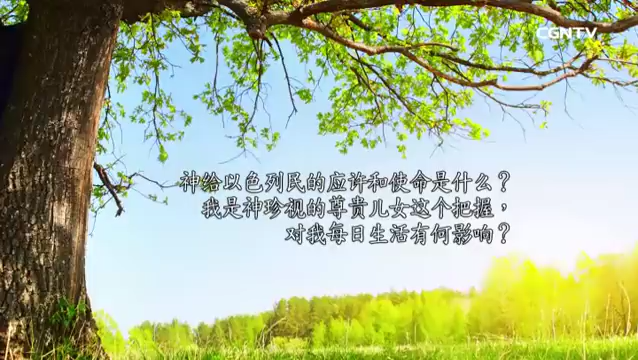 CGNTV
神给以色列民的应许和使命是什么？
我是神珍视的尊贵儿女这个把握，
对我每日生活有何影响？